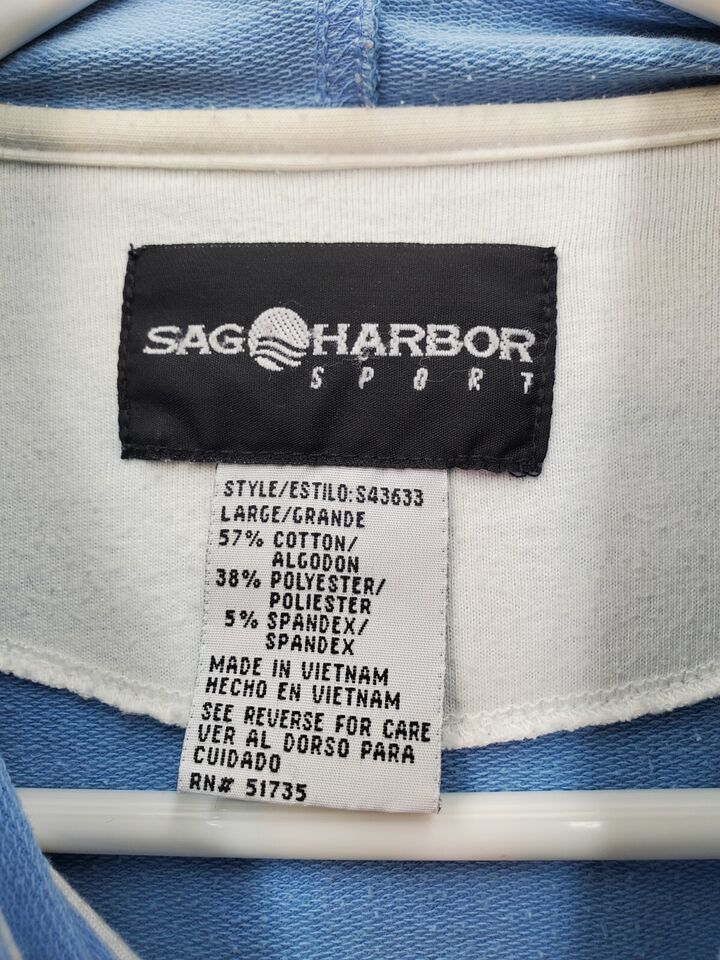 SAG HARBOR
SPORT
STYLE/ESTILO:S43633
LARGE/GRANDE
57% COTTON/
ALGODON
38% POLYESTER/
POLIESTER
5% SPANDEX/
SPANDEX
MADE IN VIETNAM
HECHO EN VIETNAM
SEE REVERSE FOR CARE
VER AL DORSO PARA
CUIDADO
RN# 51735